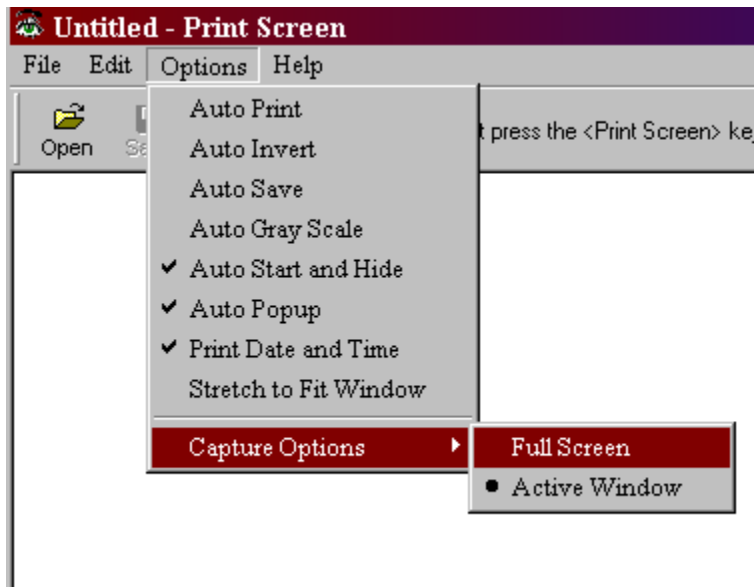 Untitled - Print Screen
File Edit Options Help
Open
t press the <Print Screen>
Auto Print
Auto Invert
Auto Save
Auto Gray Scale
Auto Start and Hide
Auto Popup
Print Date and Time
Stretch to Fit Window
Capture Options
Full Screen
Active Window